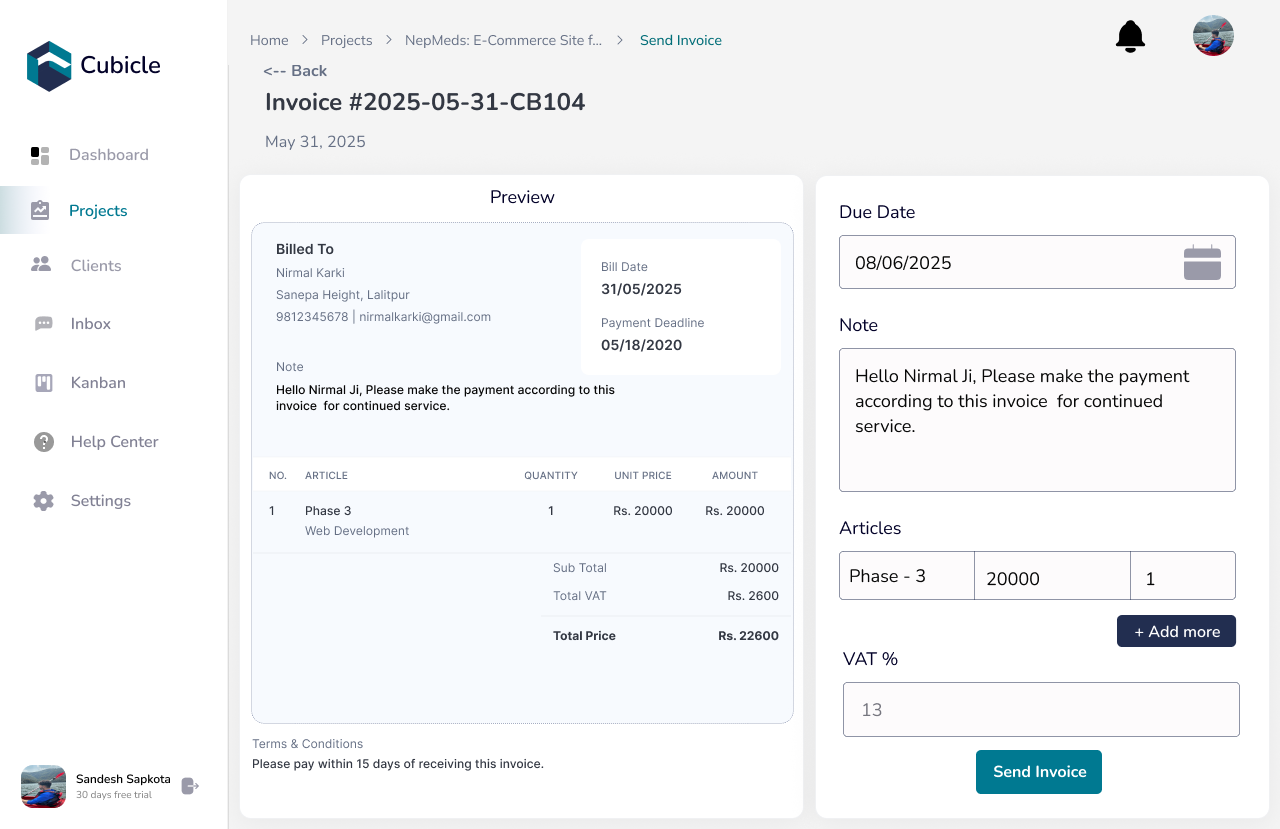 Cubicle
Dashboard
Projects
Clients
Inbox
Kanban
Help Center
Settings
Sandesh Sapkota
30 days free trial
Home > Projects > NepMeds: E-Commerce Site f... > Send Invoice
<-- Back
Invoice #2025-05-31-CB104
May 31, 2025
Preview
Billed To
Nirmal Karki
Sanepa Height, Lalitpur
9812345678 | nirmalkarki@gmail.com
Bill Date
31/05/2025
Payment Deadline
05/18/2020
Note
Hello Nirmal Ji, Please make the payment according to this
invoice  for continued service.
NO. ARTICLE QUANTITY UNIT PRICE AMOUNT
1 Phase 3 1 Rs. 20000 Rs. 20000
Web Development
Sub Total Rs. 20000
Total VAT Rs. 2600
Total Price Rs. 22600
Terms & Conditions
Please pay within 15 days of receiving this invoice.
Due Date
08/06/2025
Note
Hello Nirmal Ji, Please make the payment
according to this invoice  for continued
service.
Articles
Phase - 3 20000 1
+ Add more
VAT %
13
Send Invoice